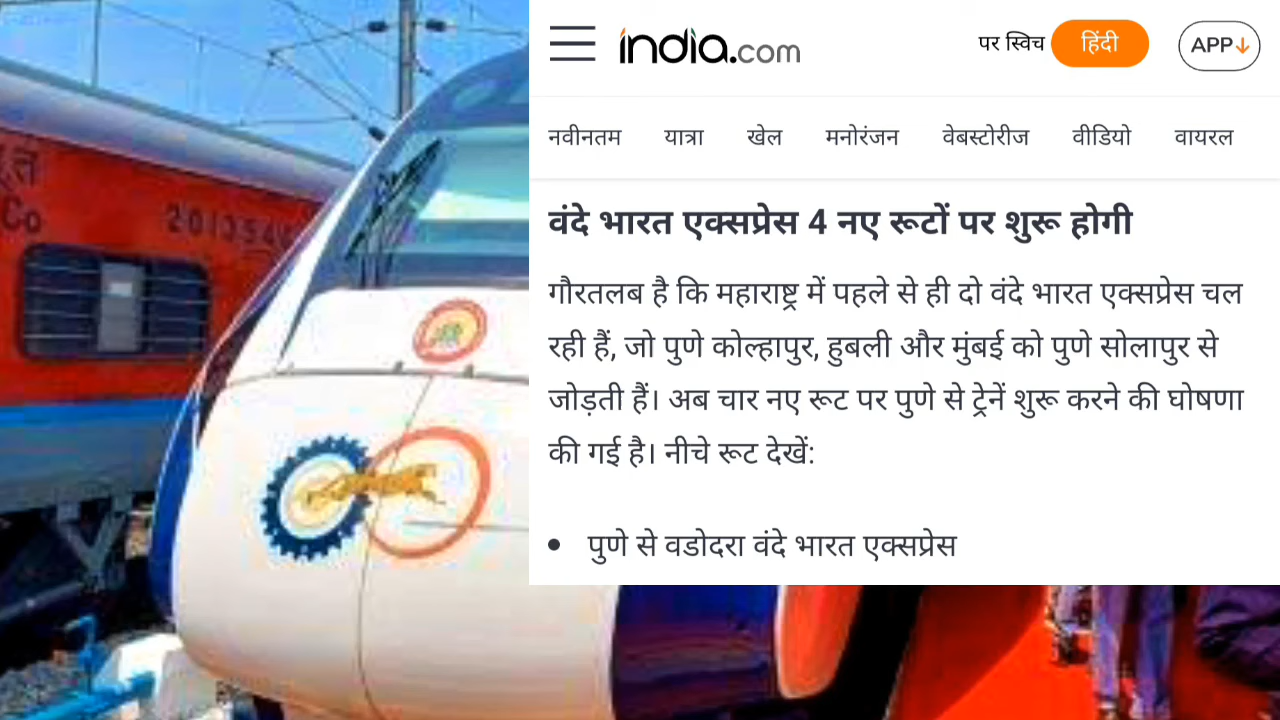 india.com
पर स्विच हिंदी APP↓
नवीनतम यात्रा खेल मनोरंजन वेबस्टोरीज वीडियो वायरल
वंदे भारत एक्सप्रेस 4 नए रूटों पर शुरू होगी
गौरतलब है कि महाराष्ट्र में पहले से ही दो वंदे भारत एक्सप्रेस चल
रही हैं, जो पुणे कोल्हापुर, हुबली और मुंबई को पुणे सोलापुर से
जोड़ती हैं। अब चार नए रूट पर पुणे से ट्रेनें शुरू करने की घोषणा
की गई है। नीचे रूट देखें:
• पुणे से वडोदरा वंदे भारत एक्सप्रेस
Co